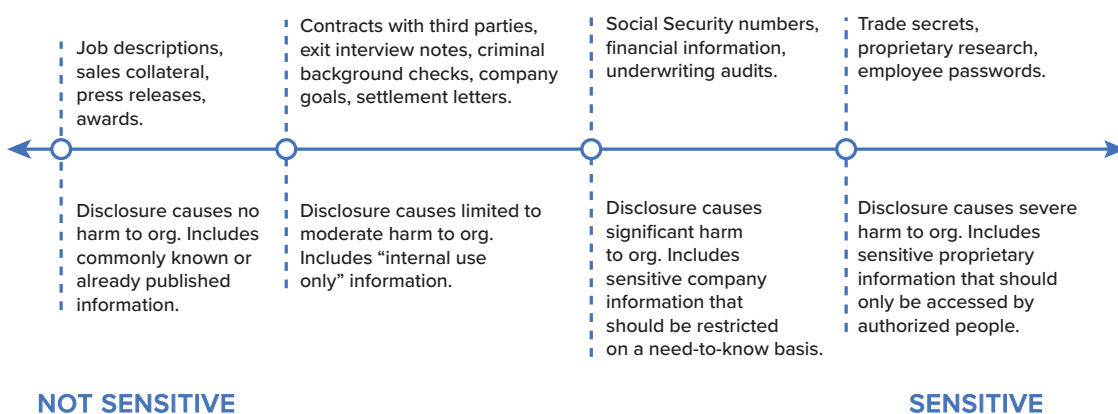 Job descriptions,
sales collateral,
press releases,
awards.
Contracts with third parties,
exit interview notes, criminal
background checks, company
goals, settlement letters.
Social Security numbers,
financial information,
underwriting audits.
Trade secrets,
proprietary research,
employee passwords.
Disclosure causes no
harm to org. Includes
commonly known or
already published
information.
Disclosure causes limited to
moderate harm to org.
Includes “internal use
only” information.
Disclosure causes
significant harm
to org. Includes
sensitive company
information that
should be restricted
on a need-to-know basis.
Disclosure causes severe
harm to org. Includes
sensitive proprietary
information that should
only be accessed by
authorized people.
NOT SENSITIVE
SENSITIVE